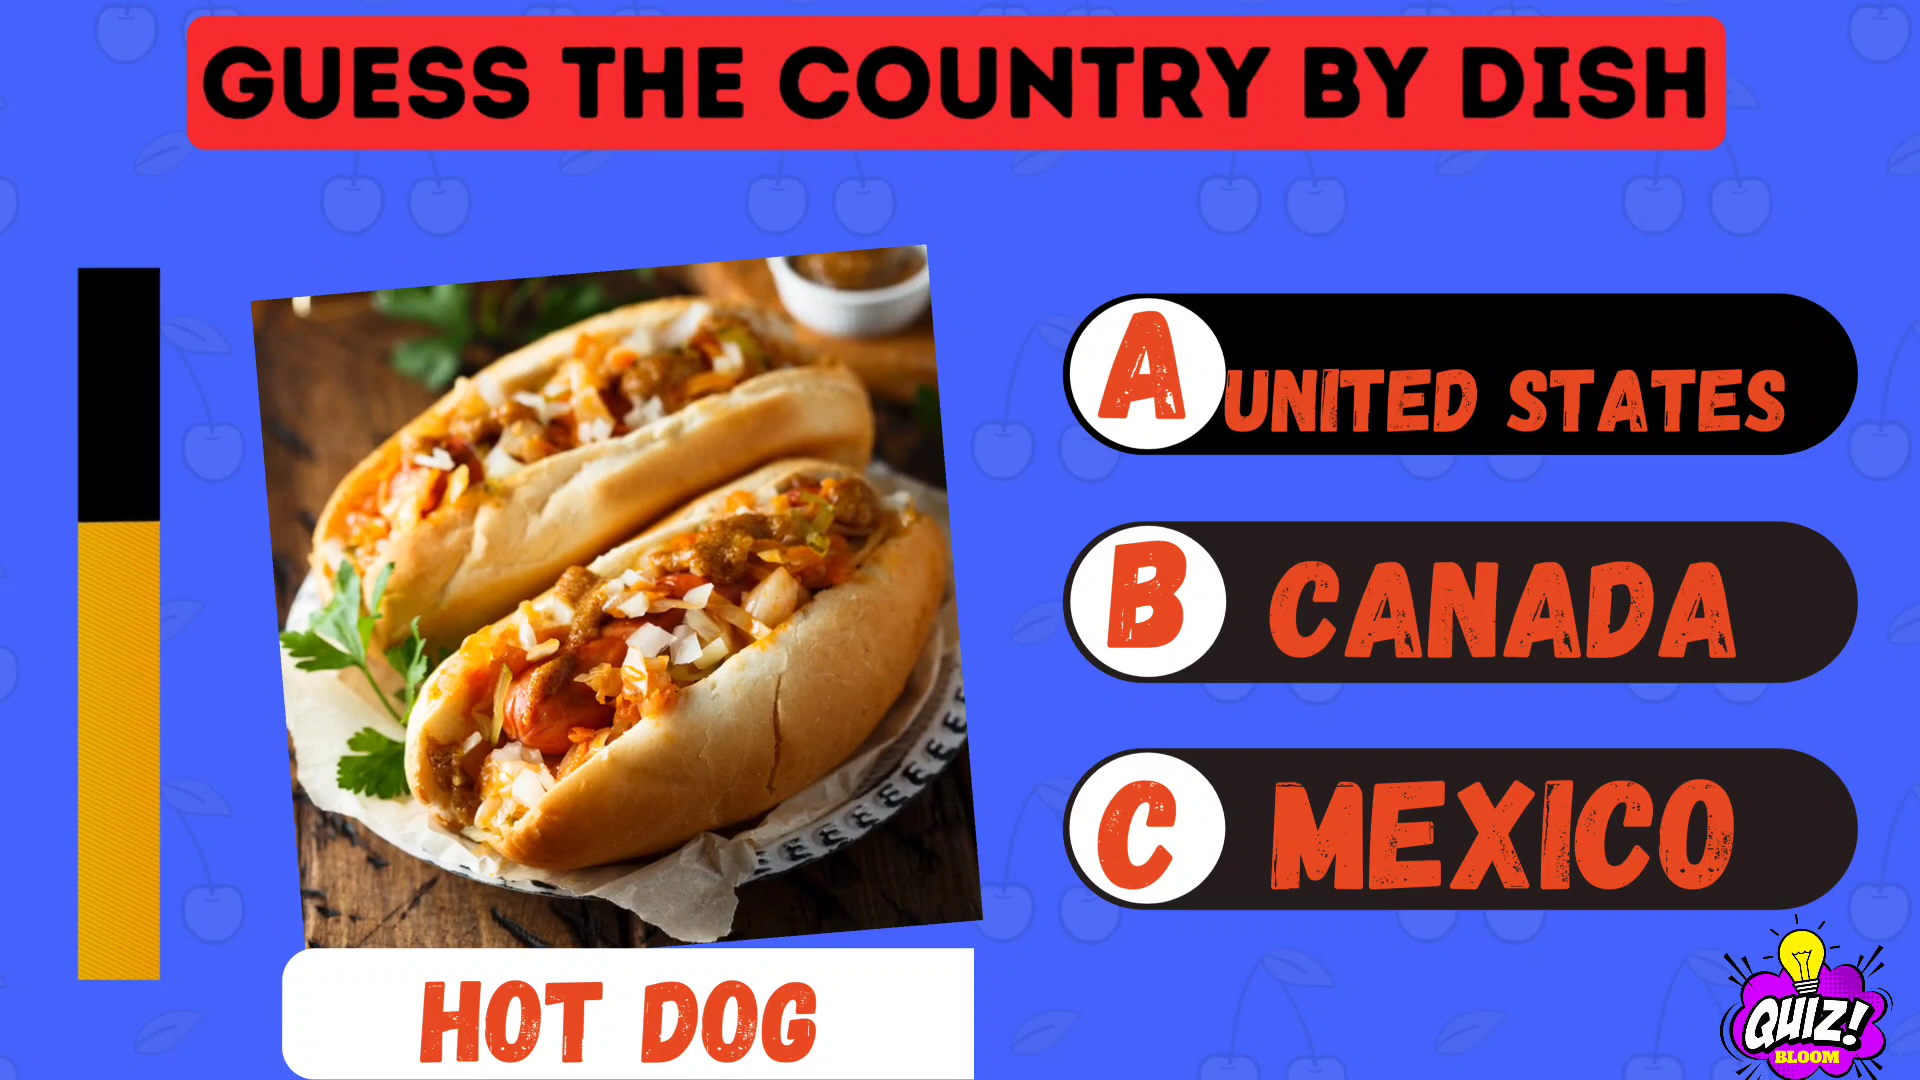 GUESS THE COUNTRY BY DISH
A UNITED STATES
B CANADA
C MEXICO
HOT DOG
QUIZ!
BLOOM